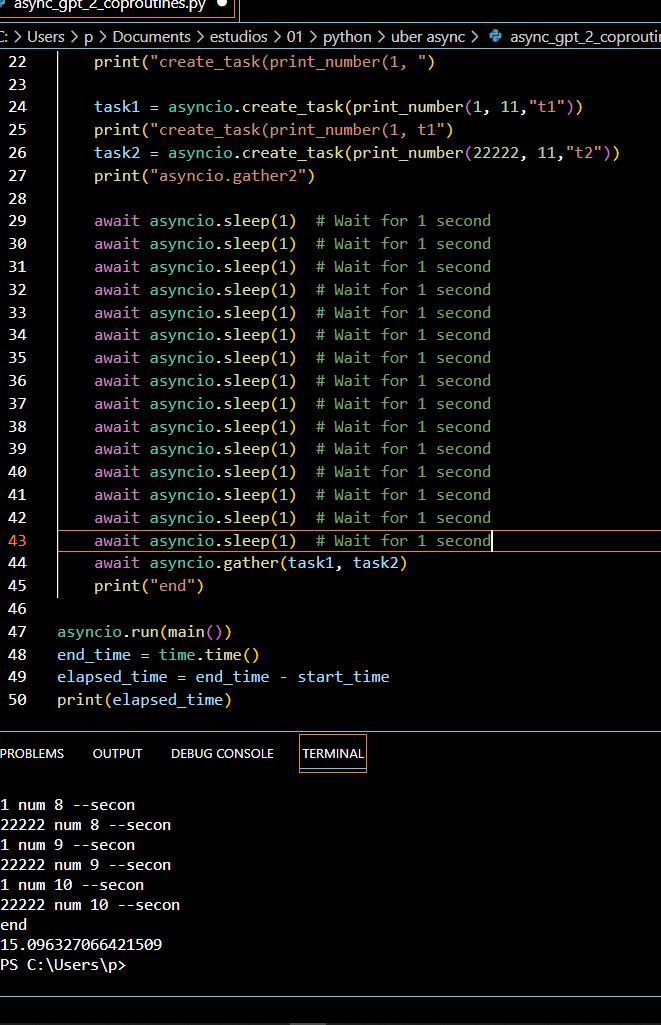 async_gpt_2_coproutines.py
C: > Users > p > Documents > estudios > 01 > python > uber async > async_gpt_2_coproutin
22 print("create_task(print_number(1, ")
23
24 task1 = asyncio.create_task(print_number(1, 11,"t1"))
25 print("create_task(print_number(1, t1")
26 task2 = asyncio.create_task(print_number(22222, 11,"t2"))
27 print("asyncio.gather2")
28
29 await asyncio.sleep(1) # Wait for 1 second
30 await asyncio.sleep(1) # Wait for 1 second
31 await asyncio.sleep(1) # Wait for 1 second
32 await asyncio.sleep(1) # Wait for 1 second
33 await asyncio.sleep(1) # Wait for 1 second
34 await asyncio.sleep(1) # Wait for 1 second
35 await asyncio.sleep(1) # Wait for 1 second
36 await asyncio.sleep(1) # Wait for 1 second
37 await asyncio.sleep(1) # Wait for 1 second
38 await asyncio.sleep(1) # Wait for 1 second
39 await asyncio.sleep(1) # Wait for 1 second
40 await asyncio.sleep(1) # Wait for 1 second
41 await asyncio.sleep(1) # Wait for 1 second
42 await asyncio.sleep(1) # Wait for 1 second
43 await asyncio.sleep(1) # Wait for 1 second
44 await asyncio.gather(task1, task2)
45 print("end")
46
47 asyncio.run(main())
48 end_time = time.time()
49 elapsed_time = end_time - start_time
50 print(elapsed_time)
PROBLEMS OUTPUT DEBUG CONSOLE TERMINAL
1 num 8 --secon
22222 num 8 --secon
1 num 9 --secon
22222 num 9 --secon
1 num 10 --secon
22222 num 10 --secon
end
15.096327066421509
PS C:\Users\p>